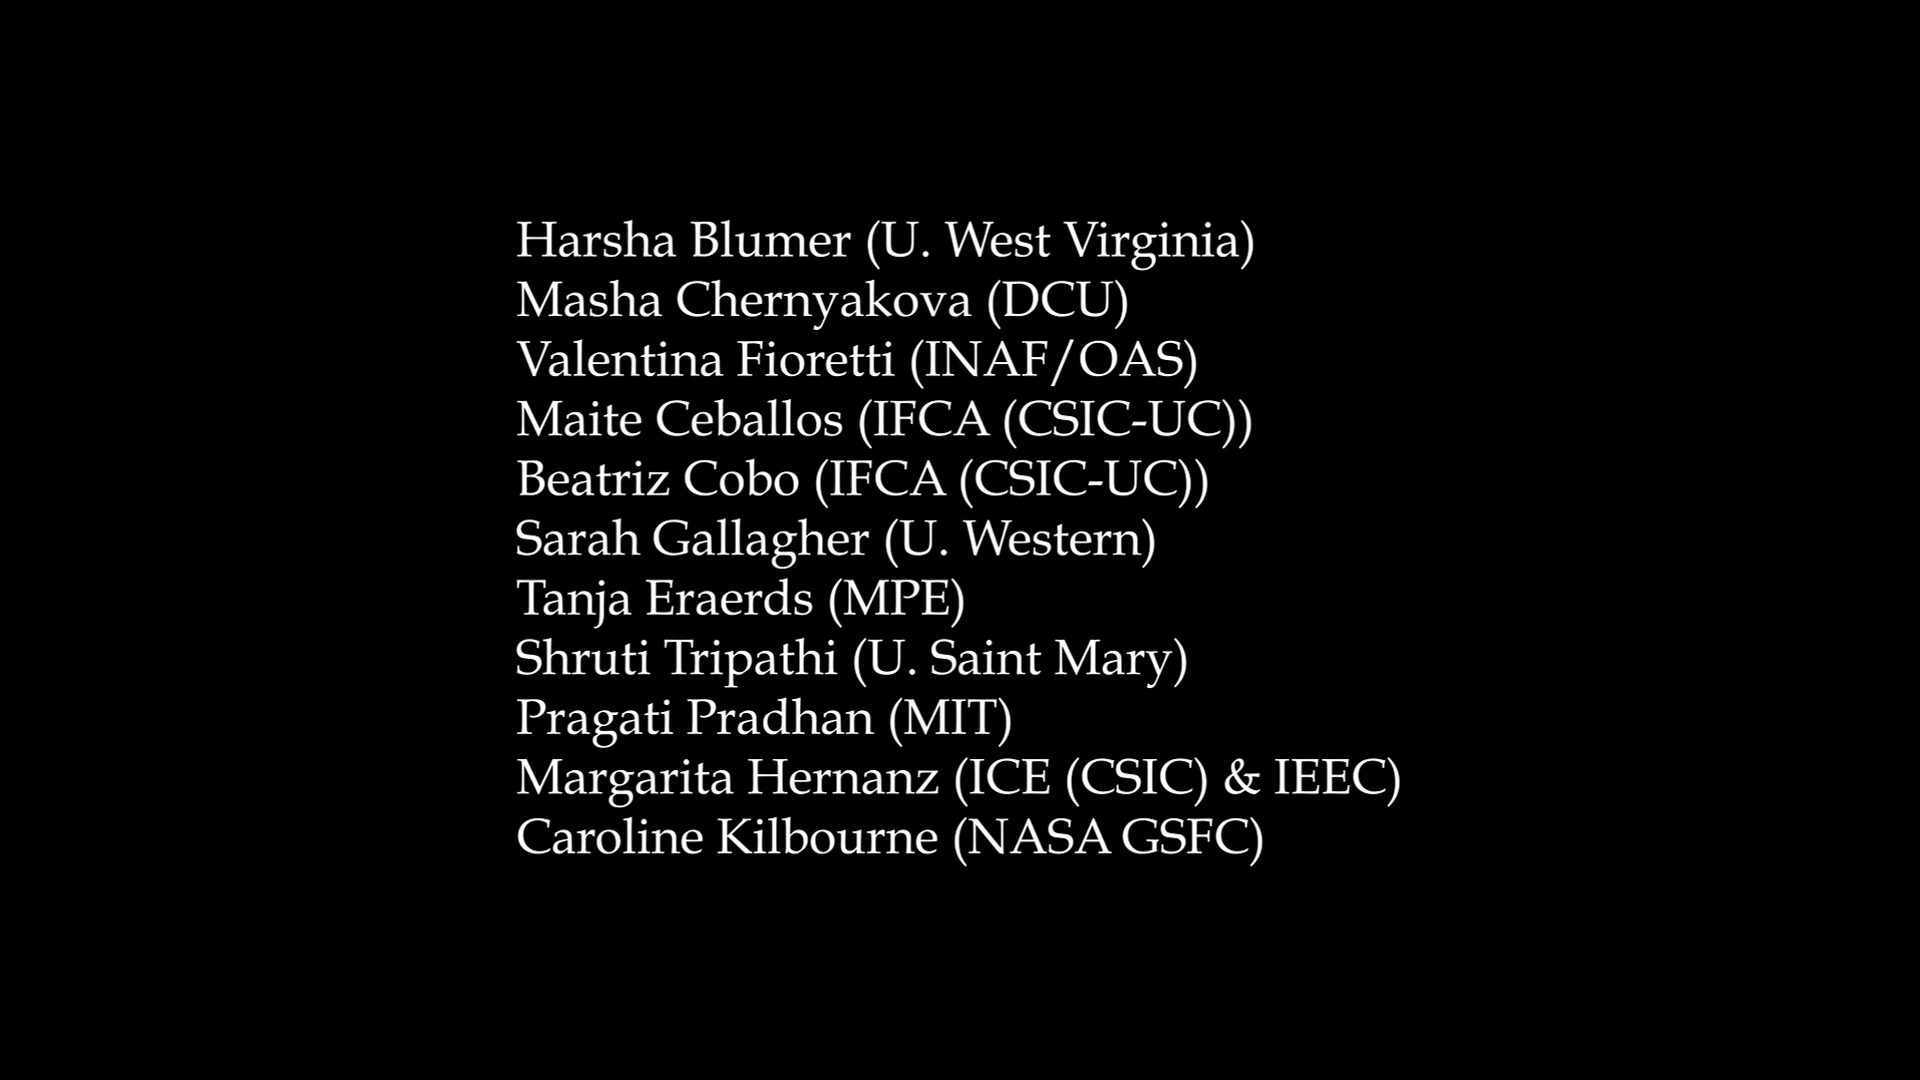 Harsha Blumer (U. West Virginia)
Masha Chernyakova (DCU)
Valentina Fioretti (INAF/OAS)
Maite Ceballos (IFCA (CSIC-UC))
Beatriz Cobo (IFCA (CSIC-UC))
Sarah Gallagher (U. Western)
Tanja Eraerds (MPE)
Shruti Tripathi (U. Saint Mary)
Pragati Pradhan (MIT)
Margarita Hernanz (ICE (CSIC) & IEEC)
Caroline Kilbourne (NASA GSFC)